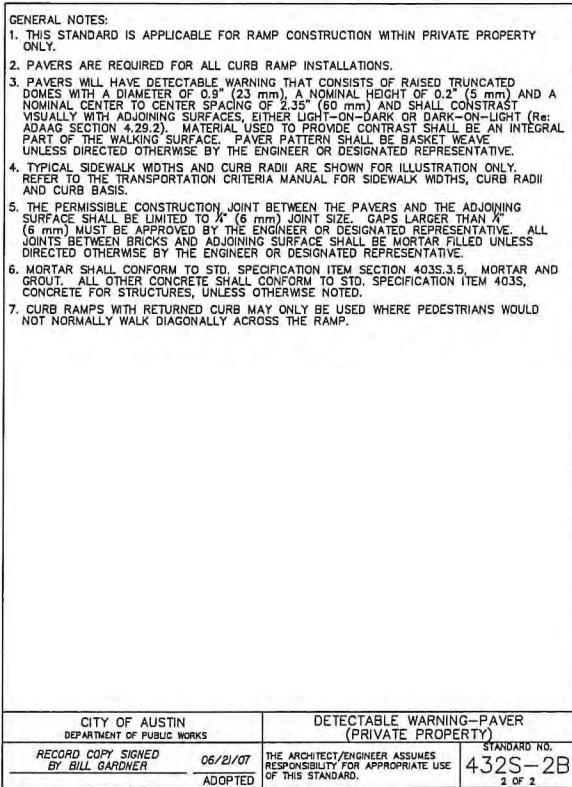 GENERAL NOTES:
1. THIS STANDARD IS APPLICABLE FOR RAMP CONSTRUCTION WITHIN PRIVATE PROPERTY
ONLY.
2. PAVERS ARE REQUIRED FOR ALL CURB RAMP INSTALLATIONS.
3. PAVERS WILL HAVE DETECTABLE WARNING THAT CONSISTS OF RAISED TRUNCATED
DOMES WITH A DIAMETER OF 0.9" (23 mm), A NOMINAL HEIGHT OF 0.2" (5 mm) AND A
NOMINAL CENTER TO CENTER SPACING OF 2.35" (60 mm) AND SHALL CONSTRAST
VISUALLY WITH ADJOINING SURFACES, EITHER LIGHT-ON-DARK OR DARK-ON-LIGHT (Re:
ADAAG SECTION 4.29.2). MATERIAL USED TO PROVIDE CONTRAST SHALL BE AN INTEGRAL
PART OF THE WALKING SURFACE. PAVER PATTERN SHALL BE BASKET WEAVE
UNLESS DIRECTED OTHERWISE BY THE ENGINEER OR DESIGNATED REPRESENTATIVE.
4. TYPICAL SIDEWALK WIDTHS AND CURB RADII ARE SHOWN FOR ILLUSTRATION ONLY.
REFER TO THE TRANSPORTATION CRITERIA MANUAL FOR SIDEWALK WIDTHS, CURB RADII
AND CURB BASIS.
5. THE PERMISSIBLE CONSTRUCTION JOINT BETWEEN THE PAVERS AND THE ADJOINING
SURFACE SHALL BE LIMITED TO ¼" (6 mm) JOINT SIZE. GAPS LARGER THAN ¼"
(6 mm) MUST BE APPROVED BY THE ENGINEER OR DESIGNATED REPRESENTATIVE. ALL
JOINTS BETWEEN BRICKS AND ADJOINING SURFACE SHALL BE MORTAR FILLED UNLESS
DIRECTED OTHERWISE BY THE ENGINEER OR DESIGNATED REPRESENTATIVE.
6. MORTAR SHALL CONFORM TO STD. SPECIFICATION ITEM SECTION 403S.3.5, MORTAR AND
GROUT. ALL OTHER CONCRETE SHALL CONFORM TO STD. SPECIFICATION ITEM 403S,
CONCRETE FOR STRUCTURES, UNLESS OTHERWISE NOTED.
7. CURB RAMPS WITH RETURNED CURB MAY ONLY BE USED WHERE PEDESTRIANS WOULD
NOT NORMALLY WALK DIAGONALLY ACROSS THE RAMP.
CITY OF AUSTIN
DEPARTMENT OF PUBLIC WORKS
DETECTABLE WARNING-PAVER
(PRIVATE PROPERTY)
RECORD COPY SIGNED
BY BILL GARDNER
06/21/07
ADOPTED
THE ARCHITECT/ENGINEER ASSUMES
RESPONSIBILITY FOR APPROPRIATE USE
OF THIS STANDARD.
STANDARD NO.
432S-2B
2 OF 2